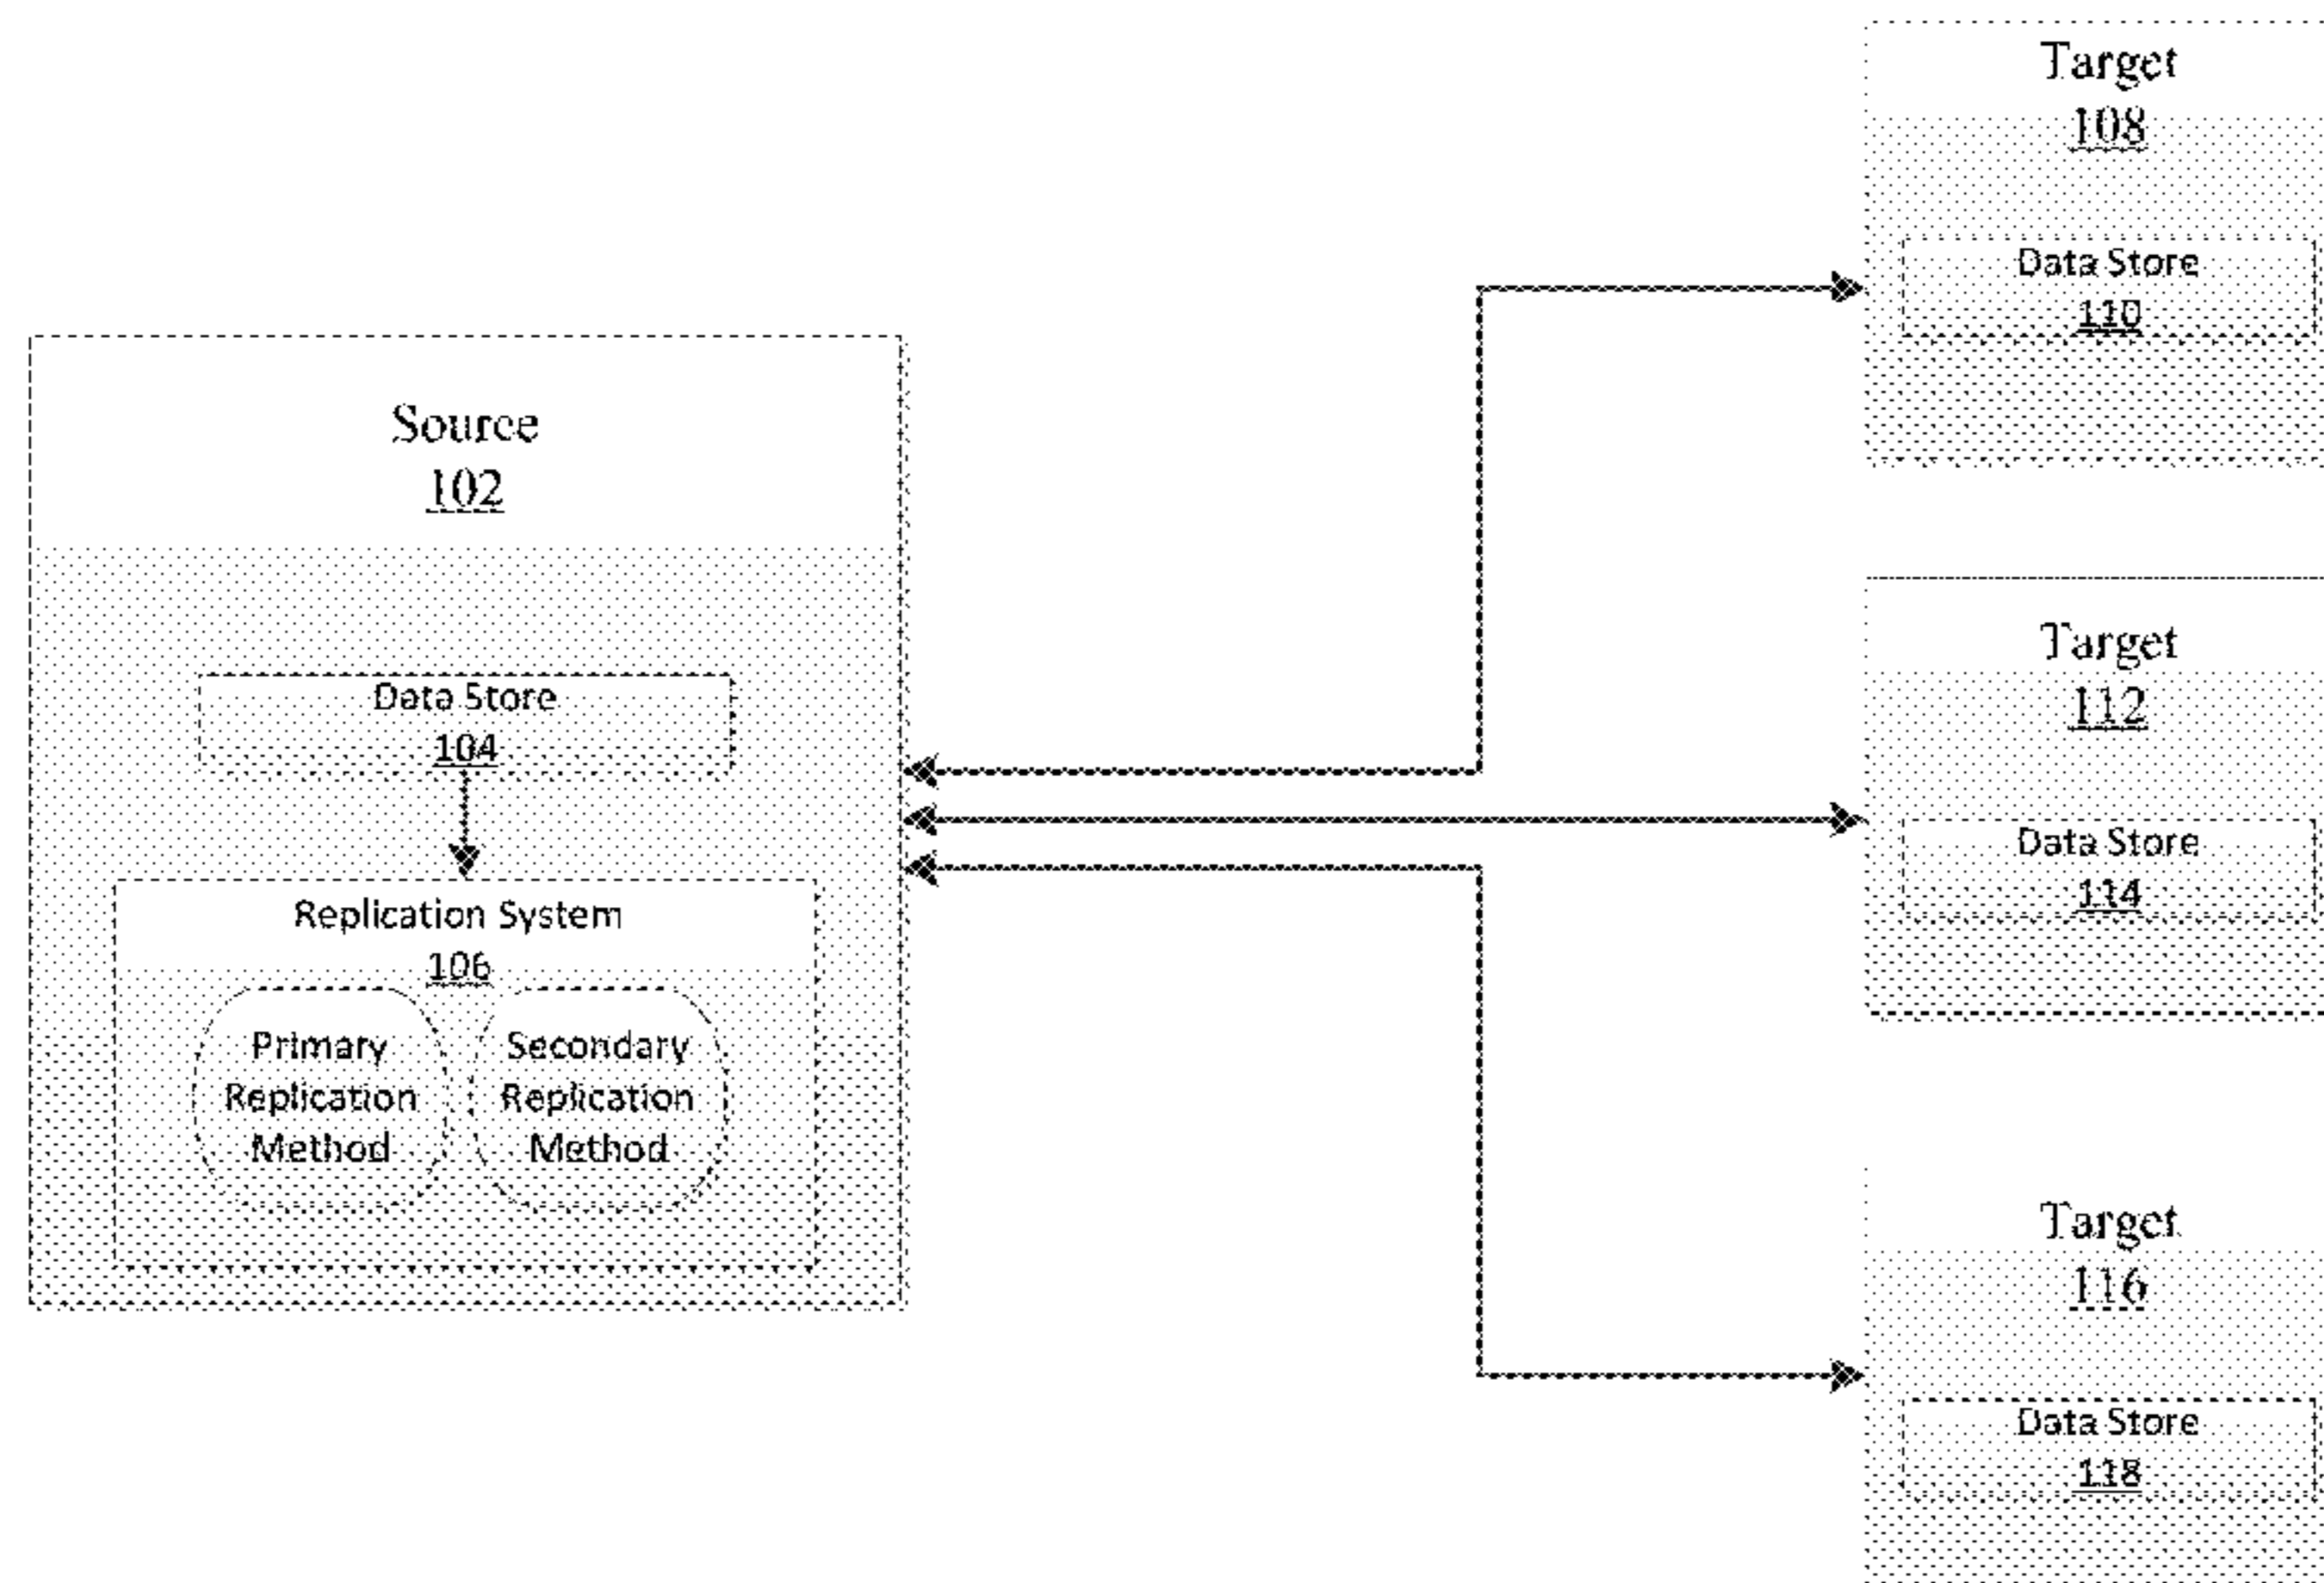 Source
102
Data Store
104
Replication System
106
Primary
Replication
Method
Secondary
Replication
Method
Target
108
Data Store
110
Target
112
Data Store
114
Target
116
Data Store
118